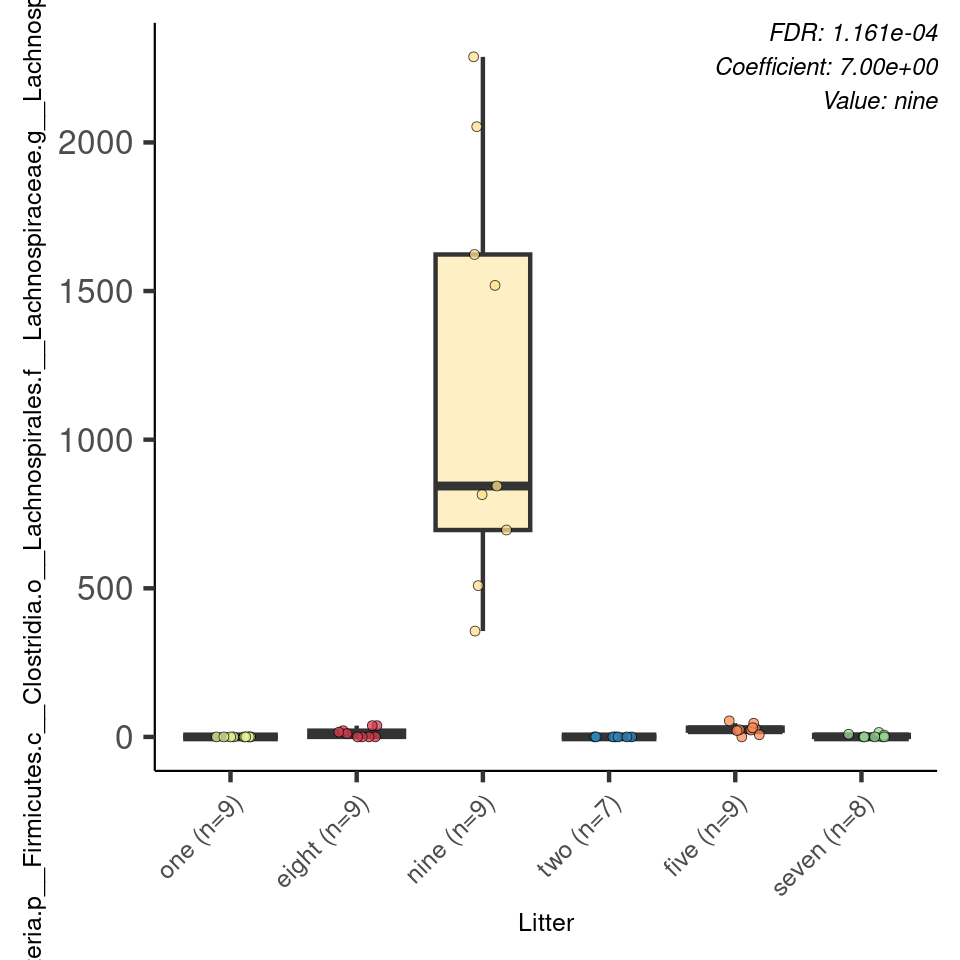 FDR: 1.161e-04
Coefficient: 7.00e+00
Value: nine
eria.p__Firmicutes.c__Clostridia.o__Lachnospirales.f__Lachnospiraceae.g__Lachnosp
2000
1500
1000
500
0
one (n=9)
eight (n=9)
nine (n=9)
two (n=7)
five (n=9)
seven (n=8)
Litter